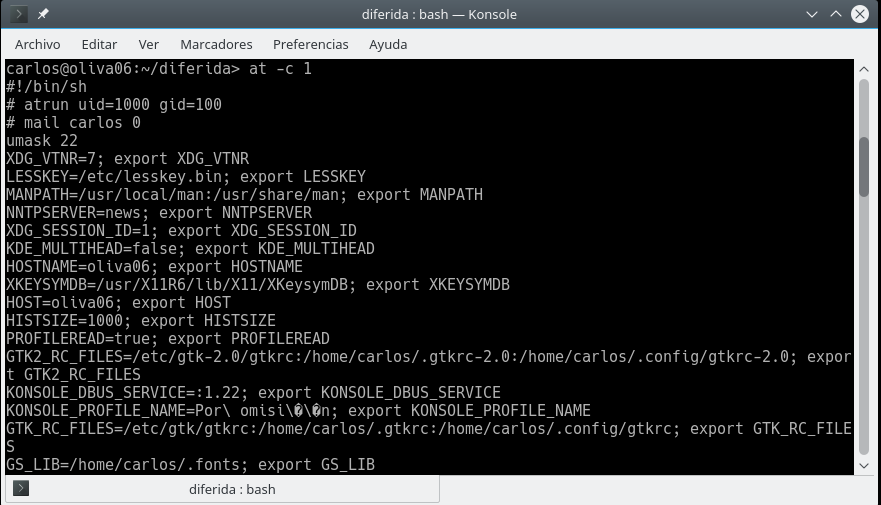 diferida : bash — Konsole
Archivo Editar Ver Marcadores Preferencias Ayuda
carlos@oliva06:~/diferida> at -c 1
#!/bin/sh
# atrun uid=1000 gid=100
# mail carlos 0
umask 22
XDG_VTNR=7; export XDG_VTNR
LESSKEY=/etc/lesskey.bin; export LESSKEY
MANPATH=/usr/local/man:/usr/share/man; export MANPATH
NNTPSERVER=news; export NNTPSERVER
XDG_SESSION_ID=1; export XDG_SESSION_ID
KDE_MULTIHEAD=false; export KDE_MULTIHEAD
HOSTNAME=oliva06; export HOSTNAME
XKEYSYMDB=/usr/X11R6/lib/X11/XKeysymDB; export XKEYSYMDB
HOST=oliva06; export HOST
HISTSIZE=1000; export HISTSIZE
PROFILEREAD=true; export PROFILEREAD
GTK2_RC_FILES=/etc/gtk-2.0/gtkrc:/home/carlos/.gtkrc-2.0:/home/carlos/.config/gtkrc-2.0; expor
t GTK2_RC_FILES
KONSOLE_DBUS_SERVICE=:1.22; export KONSOLE_DBUS_SERVICE
KONSOLE_PROFILE_NAME=Por\ omisi\�\�n; export KONSOLE_PROFILE_NAME
GTK_RC_FILES=/etc/gtk/gtkrc:/home/carlos/.gtkrc:/home/carlos/.config/gtkrc; export GTK_RC_FILE
S
GS_LIB=/home/carlos/.fonts; export GS_LIB
diferida : bash